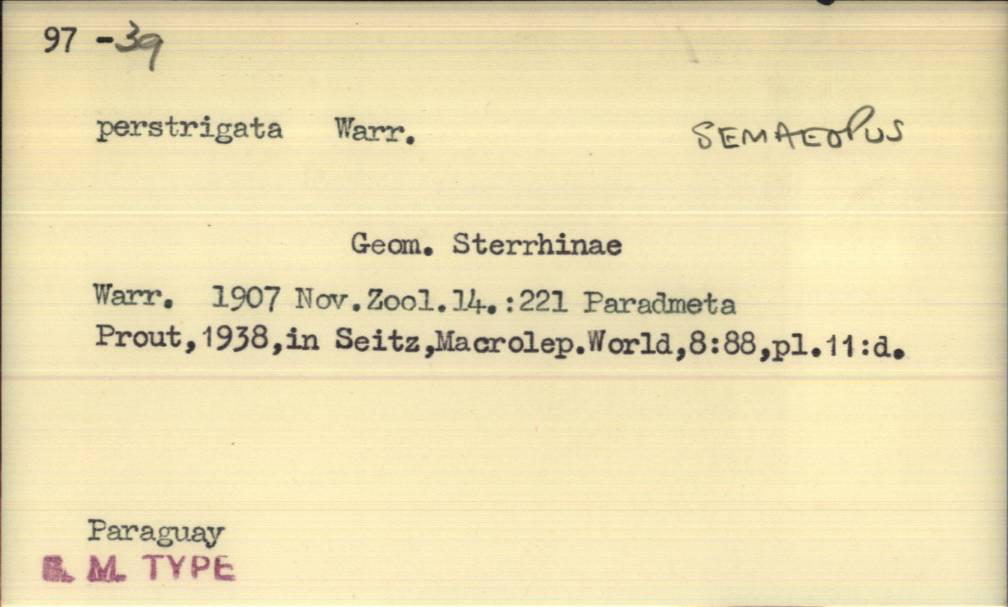 97 -39
perstrigata Warr. SEMAEOPUS
Geom. Sterrhinae
Warr. 1907 Nov.Zool.14.:221 Paradmeta
Prout,1938,in Seitz,Macrolep.World,8:88,pl.11:d.
Paraguay
B. M. TYPE